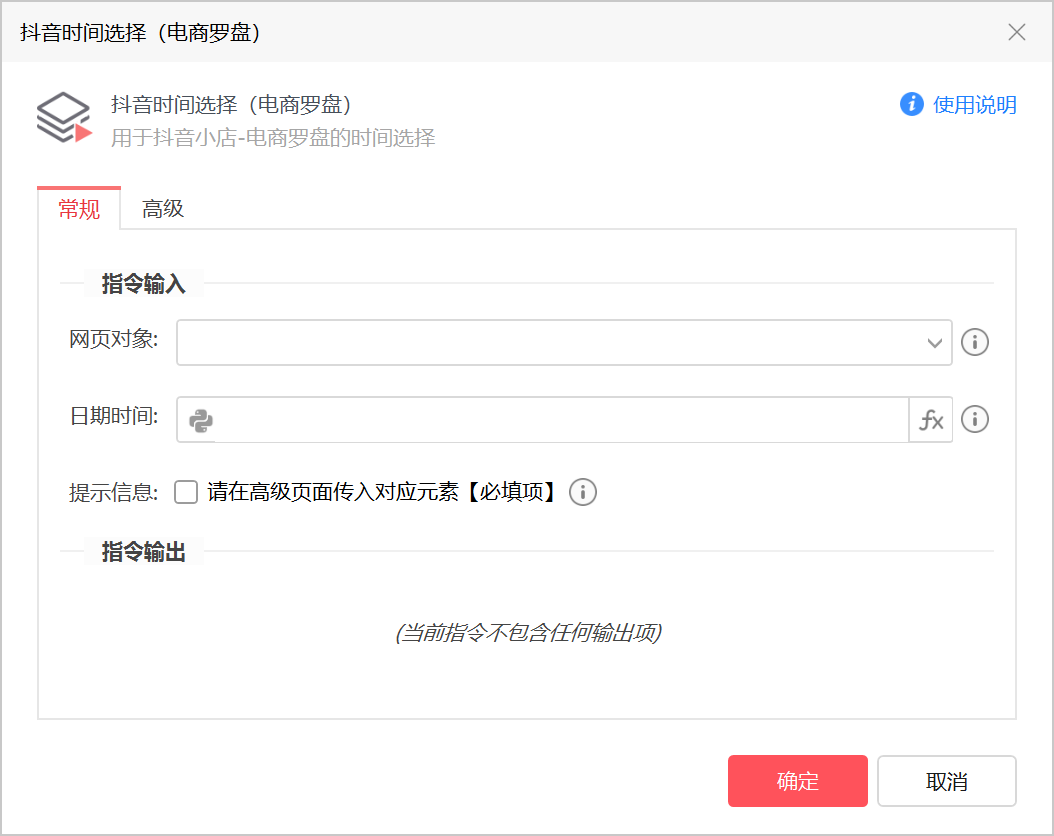 抖音时间选择（电商罗盘）
抖音时间选择（电商罗盘）
使用说明
用于抖音小店-电商罗盘的时间选择
常规
高级
指令输入
网页对象:
日期时间:
fx
提示信息:
请在高级页面传入对应元素【必填项】
指令输出
(当前指令不包含任何输出项)
确定
取消